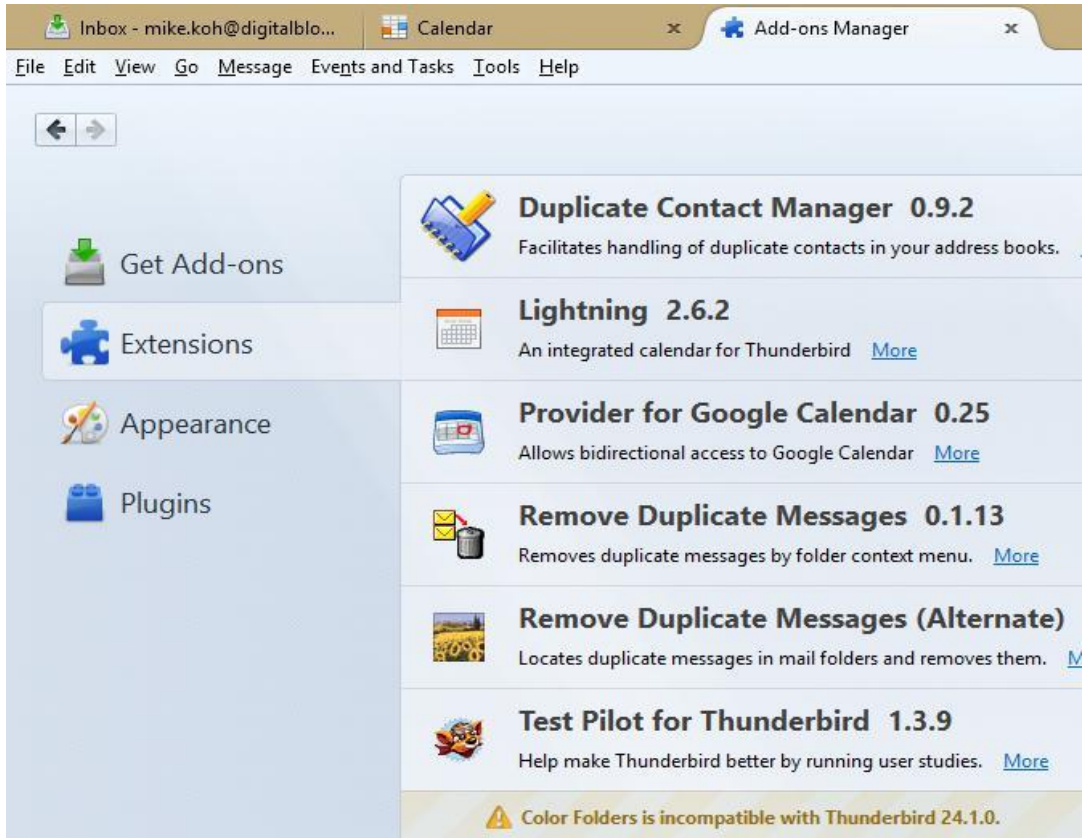 Inbox - mike.koh@digitalblo...
Calendar
Add-ons Manager
File Edit View Go Message Events and Tasks Tools Help
Get Add-ons
Extensions
Appearance
Plugins
Duplicate Contact Manager 0.9.2
Facilitates handling of duplicate contacts in your address books.
Lightning 2.6.2
An integrated calendar for Thunderbird More
Provider for Google Calendar 0.25
Allows bidirectional access to Google Calendar More
Remove Duplicate Messages 0.1.13
Removes duplicate messages by folder context menu. More
Remove Duplicate Messages (Alternate)
Locates duplicate messages in mail folders and removes them.
Test Pilot for Thunderbird 1.3.9
Help make Thunderbird better by running user studies. More
Color Folders is incompatible with Thunderbird 24.1.0.